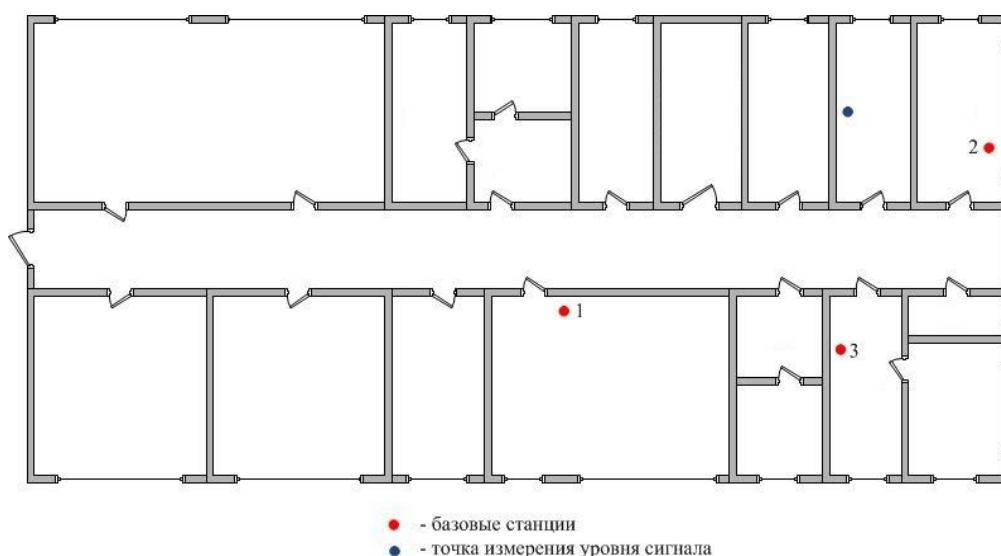 2
1
3
- базовые станции
- точка измерения уровня сигнала